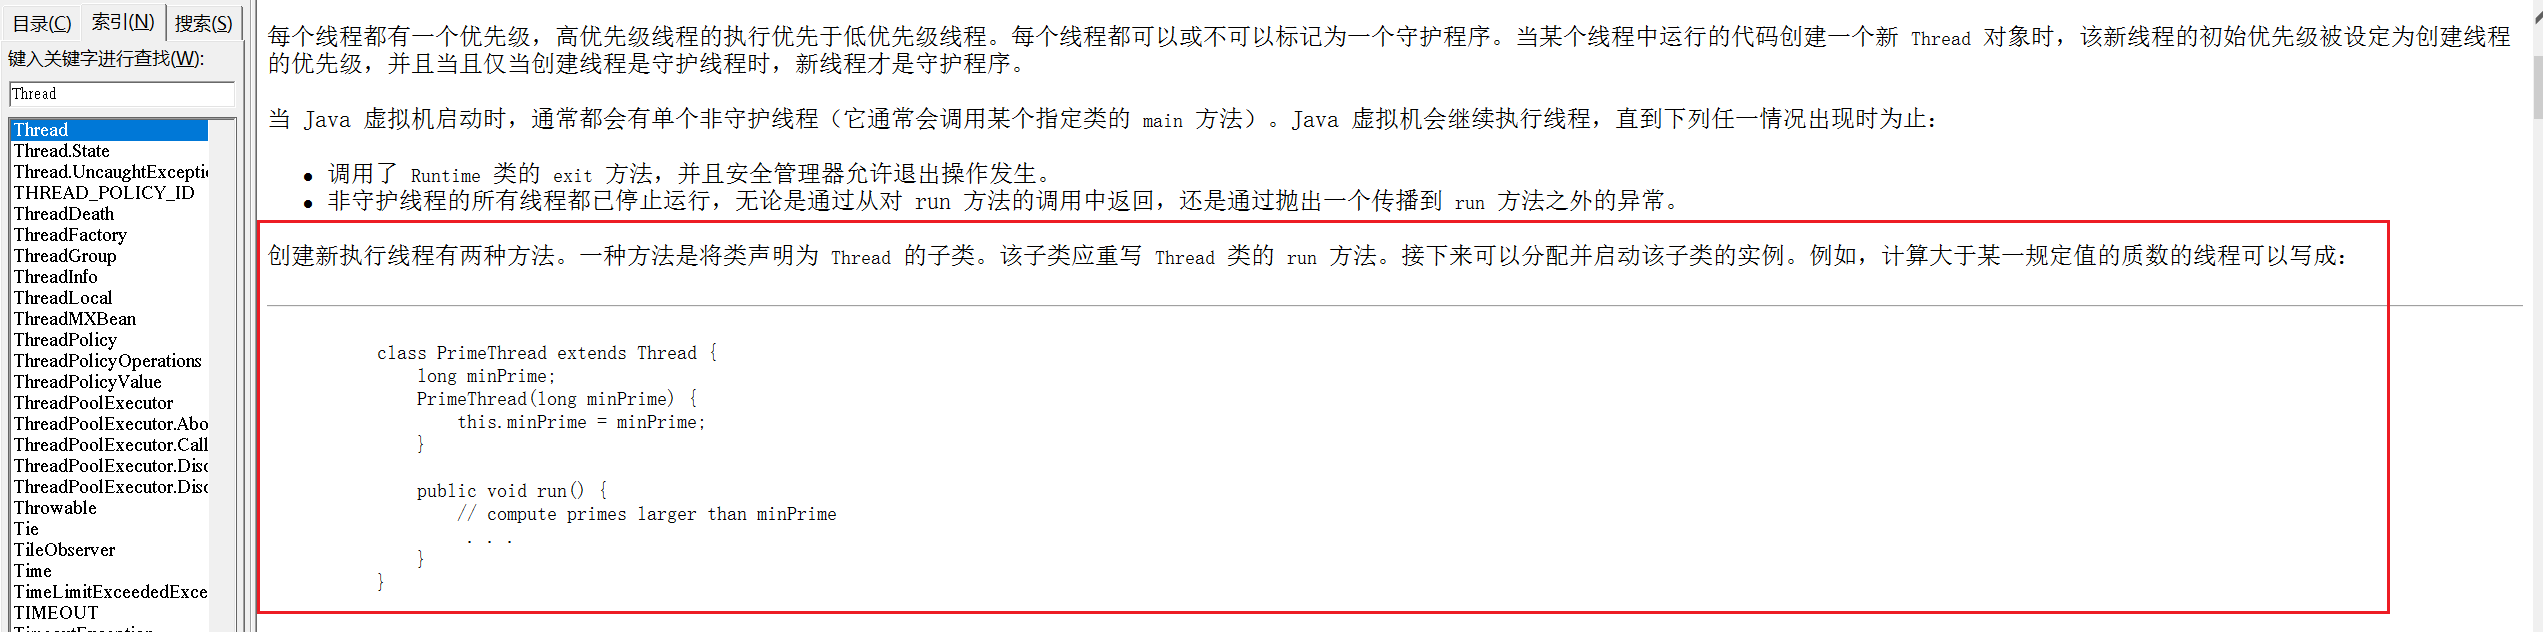 目录(C) 索引(N) 搜索(S)
键入关键字进行查找(W):
Thread
Thread
Thread.State
Thread.UncaughtExcepti
THREAD_POLICY_ID
ThreadDeath
ThreadFactory
ThreadGroup
ThreadInfo
ThreadLocal
ThreadMXBean
ThreadPolicy
ThreadPolicyOperations
ThreadPolicyValue
ThreadPoolExecutor
ThreadPoolExecutor.Abo
ThreadPoolExecutor.Call
ThreadPoolExecutor.Disc
ThreadPoolExecutor.Disc
Throwable
Tie
TileObserver
Time
TimeLimitExceededExce
TIMEOUT
每个线程都有一个优先级，高优先级线程的执行优先于低优先级线程。每个线程都可以或不可以标记为一个守护程序。当某个线程中运行的代码创建一个新 Thread 对象时，该新线程的初始优先级被设定为创建线程
的优先级，并且当且仅当创建线程是守护线程时，新线程才是守护程序。
当 Java 虚拟机启动时，通常都会有单个非守护线程（它通常会调用某个指定类的 main 方法）。Java 虚拟机会继续执行线程，直到下列任一情况出现时为止：
● 调用了 Runtime 类的 exit 方法，并且安全管理器允许退出操作发生。
● 非守护线程的所有线程都已停止运行，无论是通过从对 run 方法的调用中返回，还是通过抛出一个传播到 run 方法之外的异常。
创建新执行线程有两种方法。一种方法是将类声明为 Thread 的子类。该子类应重写 Thread 类的 run 方法。接下来可以分配并启动该子类的实例。例如，计算大于某一规定值的质数的线程可以写成：
class PrimeThread extends Thread {
long minPrime;
PrimeThread(long minPrime) {
this.minPrime = minPrime;
}
public void run() {
// compute primes larger than minPrime
. . .
}
}